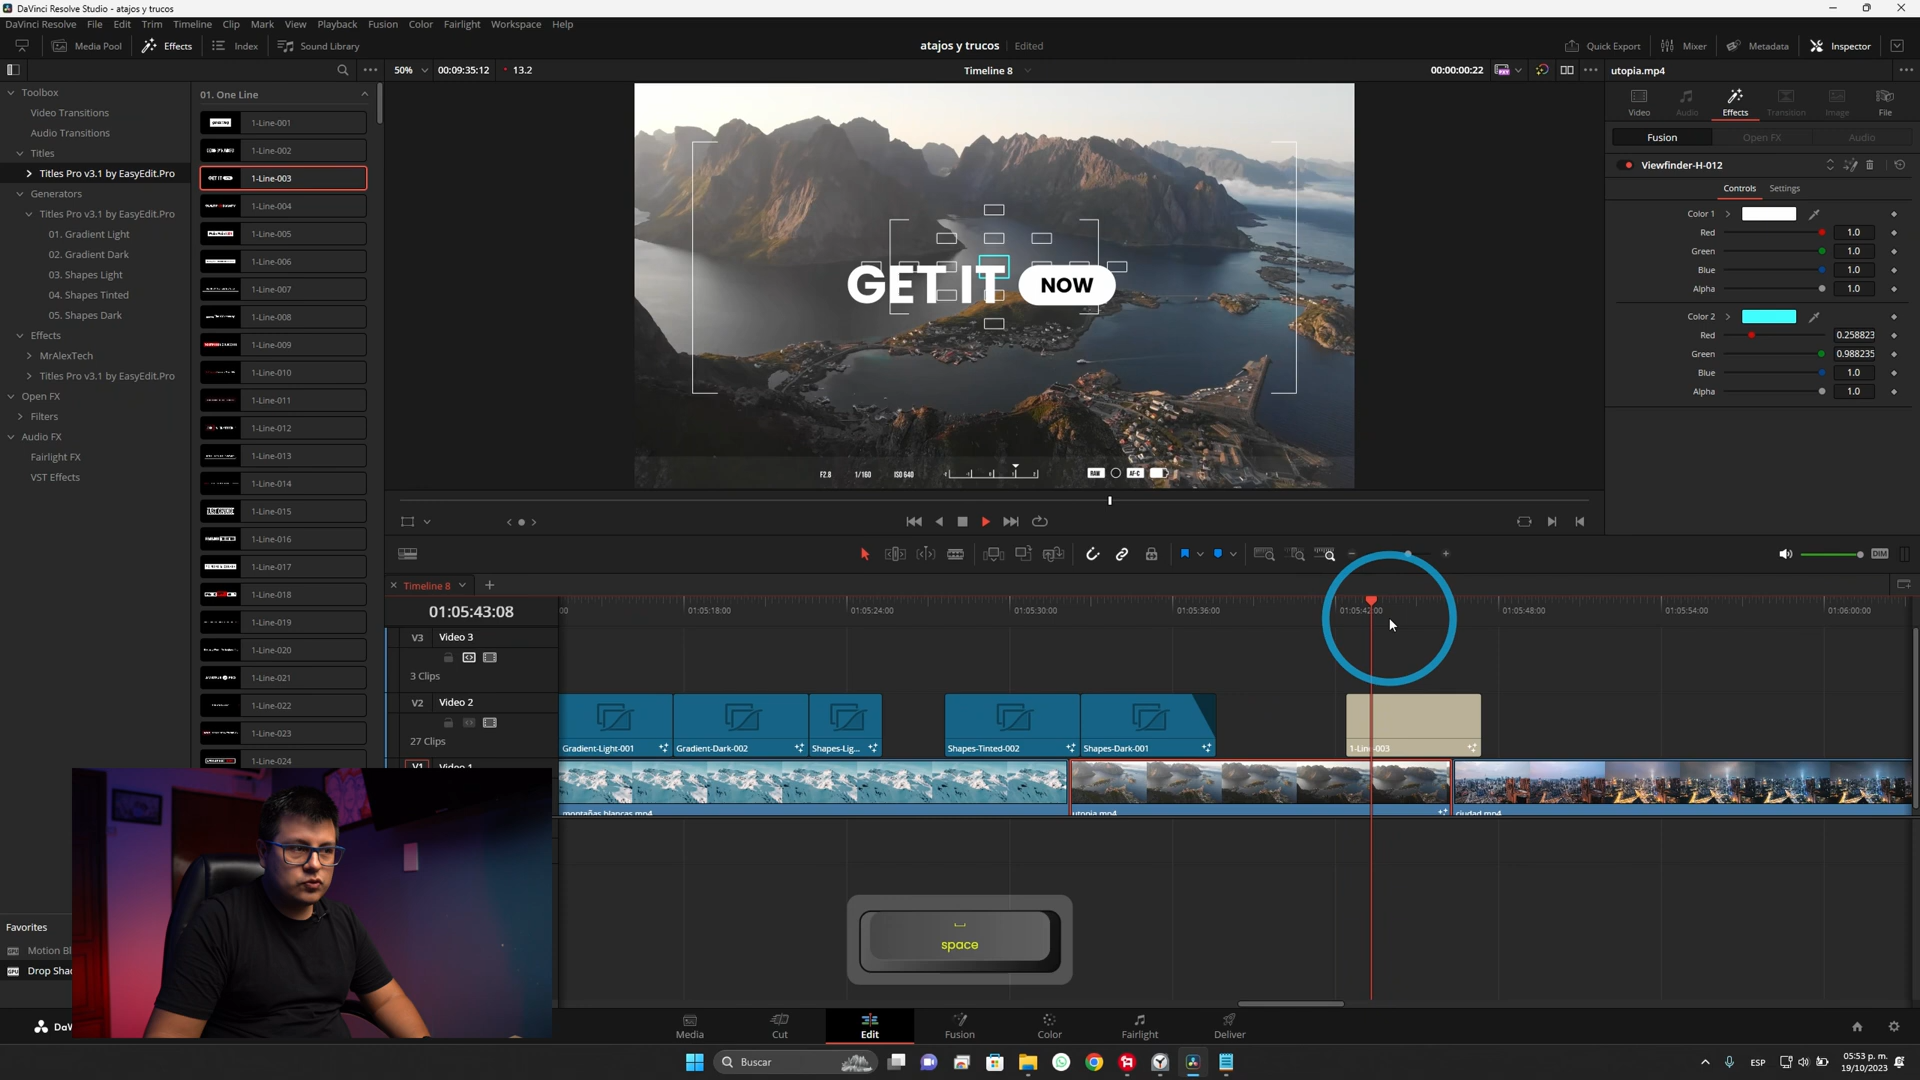 DaVinci Resolve Studio - atajos y trucos
DaVinci Resolve File Edit Trim Timeline Clip Mark View Playback Fusion Color Fairlight Workspace Help
Media Pool Effects Index Sound Library
atajos y trucos Edited
Quick Export Mixer Metadata Inspector
50% 00:09:35:12 13.2
Timeline 8
00:00:00:22
utopia.mp4
Toolbox
Video Transitions
Audio Transitions
Titles
Titles Pro v3.1 by EasyEdit.Pro
Generators
Titles Pro v3.1 by EasyEdit.Pro
01. Gradient Light
02. Gradient Dark
03. Shapes Light
04. Shapes Tinted
05. Shapes Dark
Effects
MrAlexTech
Titles Pro v3.1 by EasyEdit.Pro
Open FX
Filters
Audio FX
Fairlight FX
VST Effects
01. One Line
1-Line-001
1-Line-002
GET IT 1-Line-003
1-Line-004
1-Line-005
1-Line-006
1-Line-007
1-Line-008
1-Line-009
1-Line-010
1-Line-011
1-Line-012
1-Line-013
1-Line-014
1-Line-015
1-Line-016
1-Line-017
1-Line-018
1-Line-019
1-Line-020
1-Line-021
1-Line-022
1-Line-023
1-Line-024
GET IT NOW
F2.8 1/160 ISO 640
RAW AF-C
Video Audio Effects Transition Image File
Fusion Open FX Audio
Viewfinder-H-012
Controls Settings
Color 1
Red 1.0
Green 1.0
Blue 1.0
Alpha 1.0
Color 2
Red 0.258823
Green 0.988235
Blue 1.0
Alpha 1.0
DIM
Timeline 8
01:05:43:08
00 01:05:18:00 01:05:24:00 01:05:30:00 01:05:36:00 01:05:42:00 01:05:48:00 01:05:54:00 01:06:00:00
V3 Video 3
3 Clips
V2 Video 2
27 Clips
Gradient-Light-001 Gradient-Dark-002 Shapes-Lig... Shapes-Tinted-002 Shapes-Dark-001 1-Line-003
V1 Video 1
montañas blancas.mp4 utopia.mp4 ciudad.mp4
Favorites
Motion Bl
Drop Shad
DaV
space
Media Cut Edit Fusion Color Fairlight Deliver
Buscar
ESP
05:53 p. m.
19/10/2023